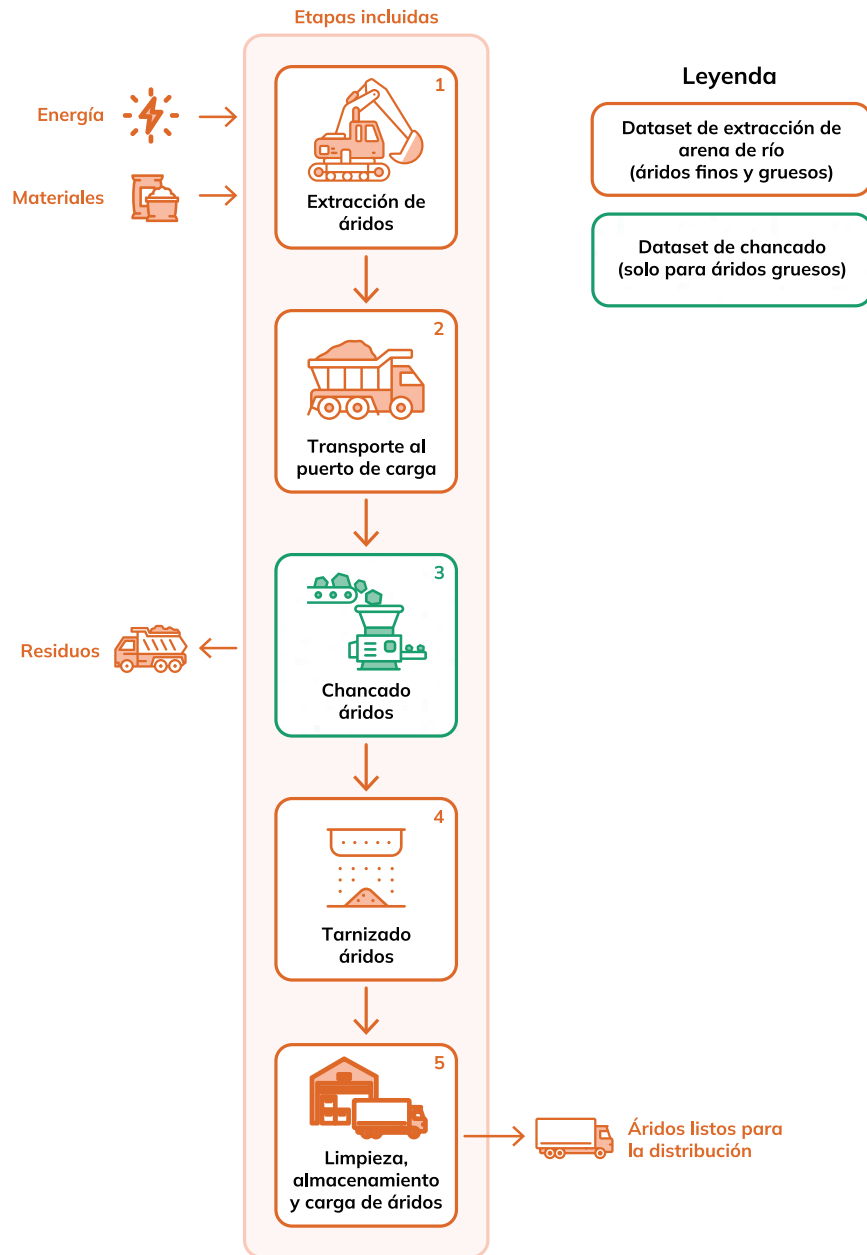 Etapas incluidas
Energía
Materiales
1
Extracción de
áridos
Leyenda
Dataset de extracción de
arena de río
(áridos finos y gruesos)
Dataset de chancado
(solo para áridos gruesos)
2
Transporte al
puerto de carga
Residuos
3
Chancado
áridos
4
Tarnizado
áridos
5
Limpieza,
almacenamiento
y carga de áridos
Áridos listos para
la distribución